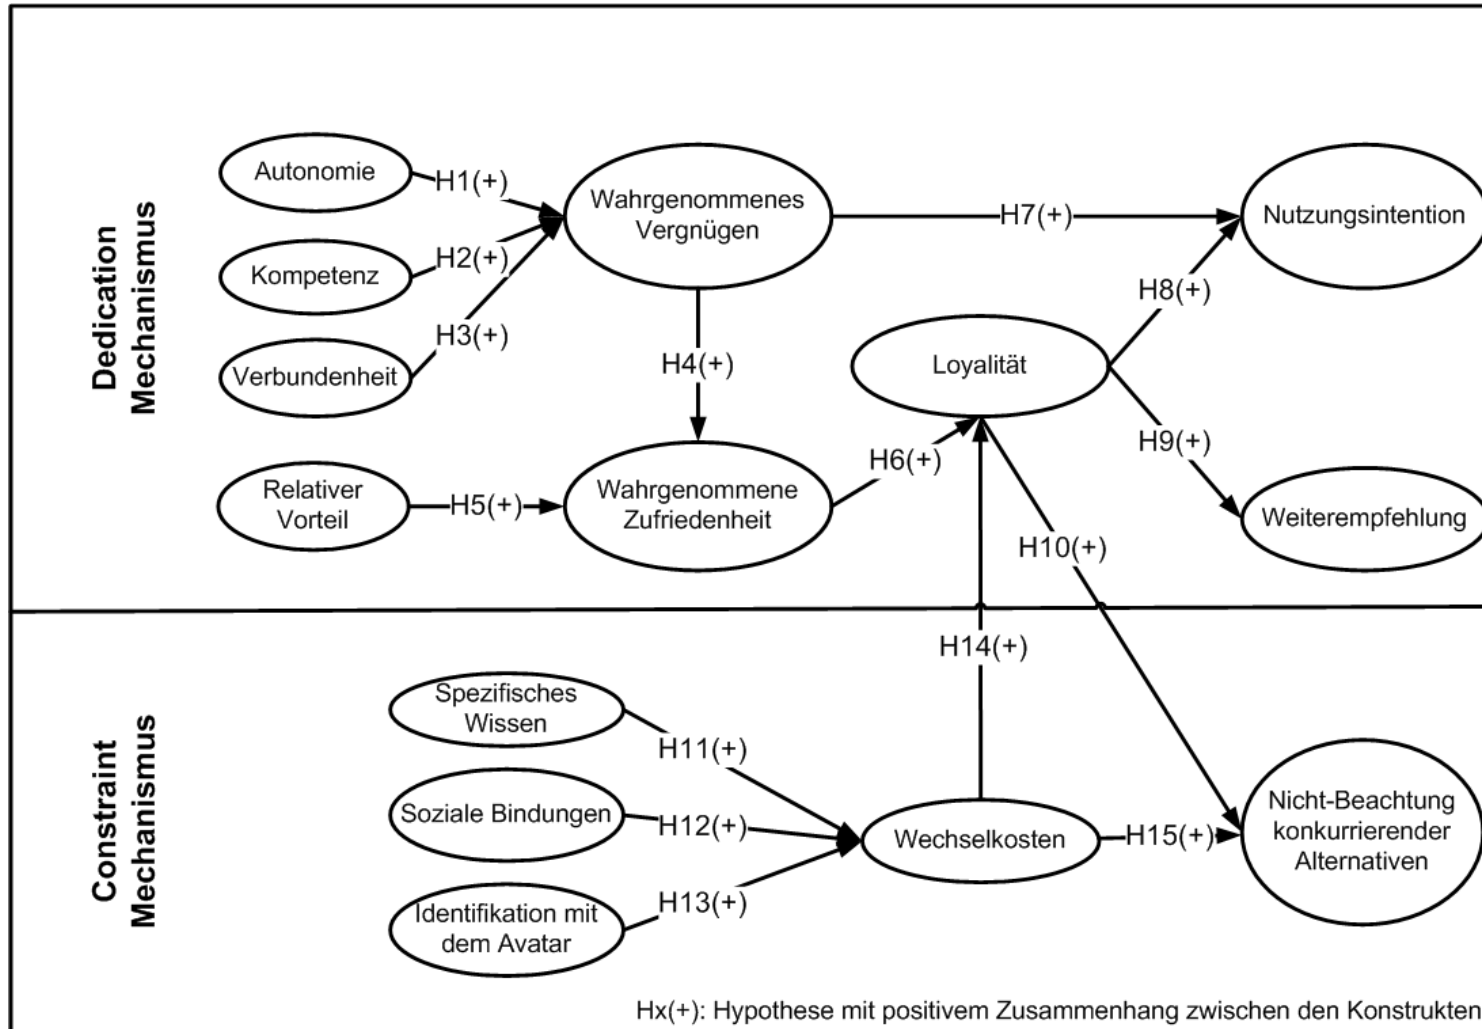 Dedication
Mechanismus
Autonomie
H1(+)
Kompetenz
H2(+)
Verbundenheit
H3(+)
Wahrgenommenes
Vergnügen
H7(+)
Nutzungsintention
H4(+)
Loyalität
H8(+)
H9(+)
Relativer
Vorteil
H5(+)
Wahrgenommene
Zufriedenheit
H6(+)
Weiterempfehlung
H10(+)
Constraint
Mechanismus
H14(+)
Spezifisches
Wissen
H11(+)
Soziale Bindungen
H12(+)
Identifikation mit
dem Avatar
H13(+)
Wechselkosten
H15(+)
Nicht-Beachtung
konkurrierender
Alternativen
Hx(+): Hypothese mit positivem Zusammenhang zwischen den Konstrukten